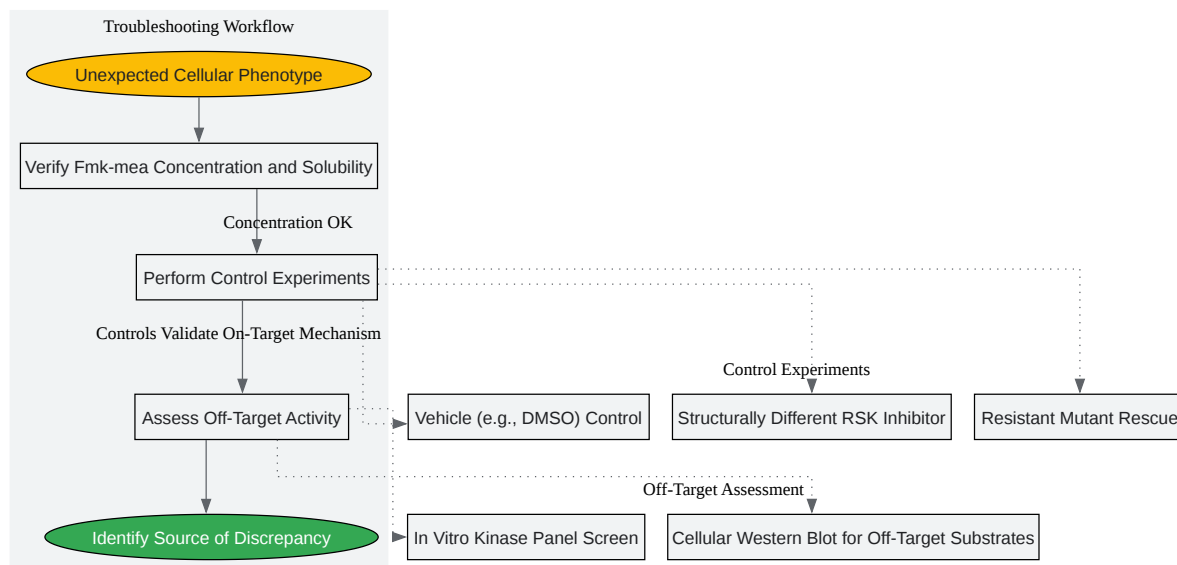 Troubleshooting Workflow
Unexpected Cellular Phenotype
Verify Fmk-mea Concentration and Solubility
Concentration OK
Perform Control Experiments
Controls Validate On-Target Mechanism
Control Experiments
Assess Off-Target Activity
Vehicle (e.g., DMSO) Control
Structurally Different RSK Inhibitor
Resistant Mutant Rescue
Off-Target Assessment
Identify Source of Discrepancy
In Vitro Kinase Panel Screen
Cellular Western Blot for Off-Target Substrates